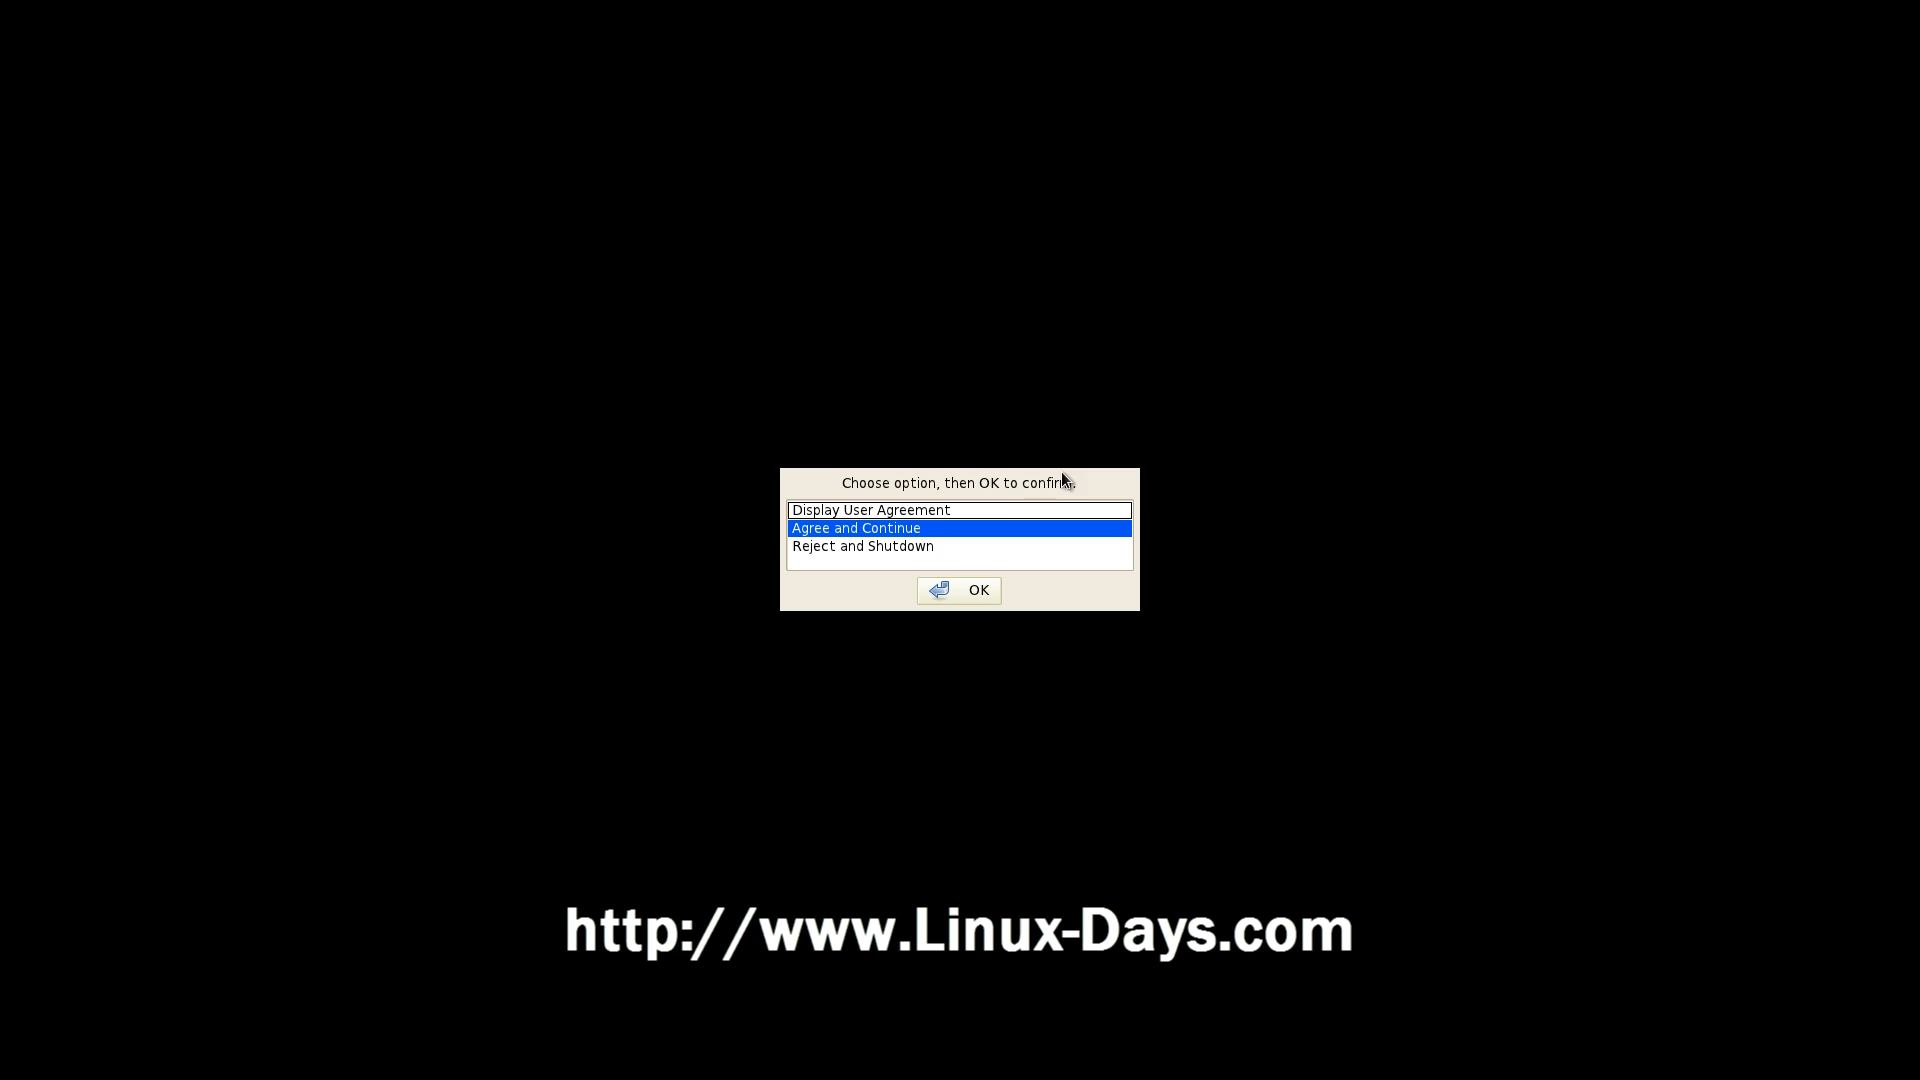 Choose option, then OK to confirm.
Display User Agreement
Agree and Continue
Reject and Shutdown
OK
http://www.Linux-Days.com